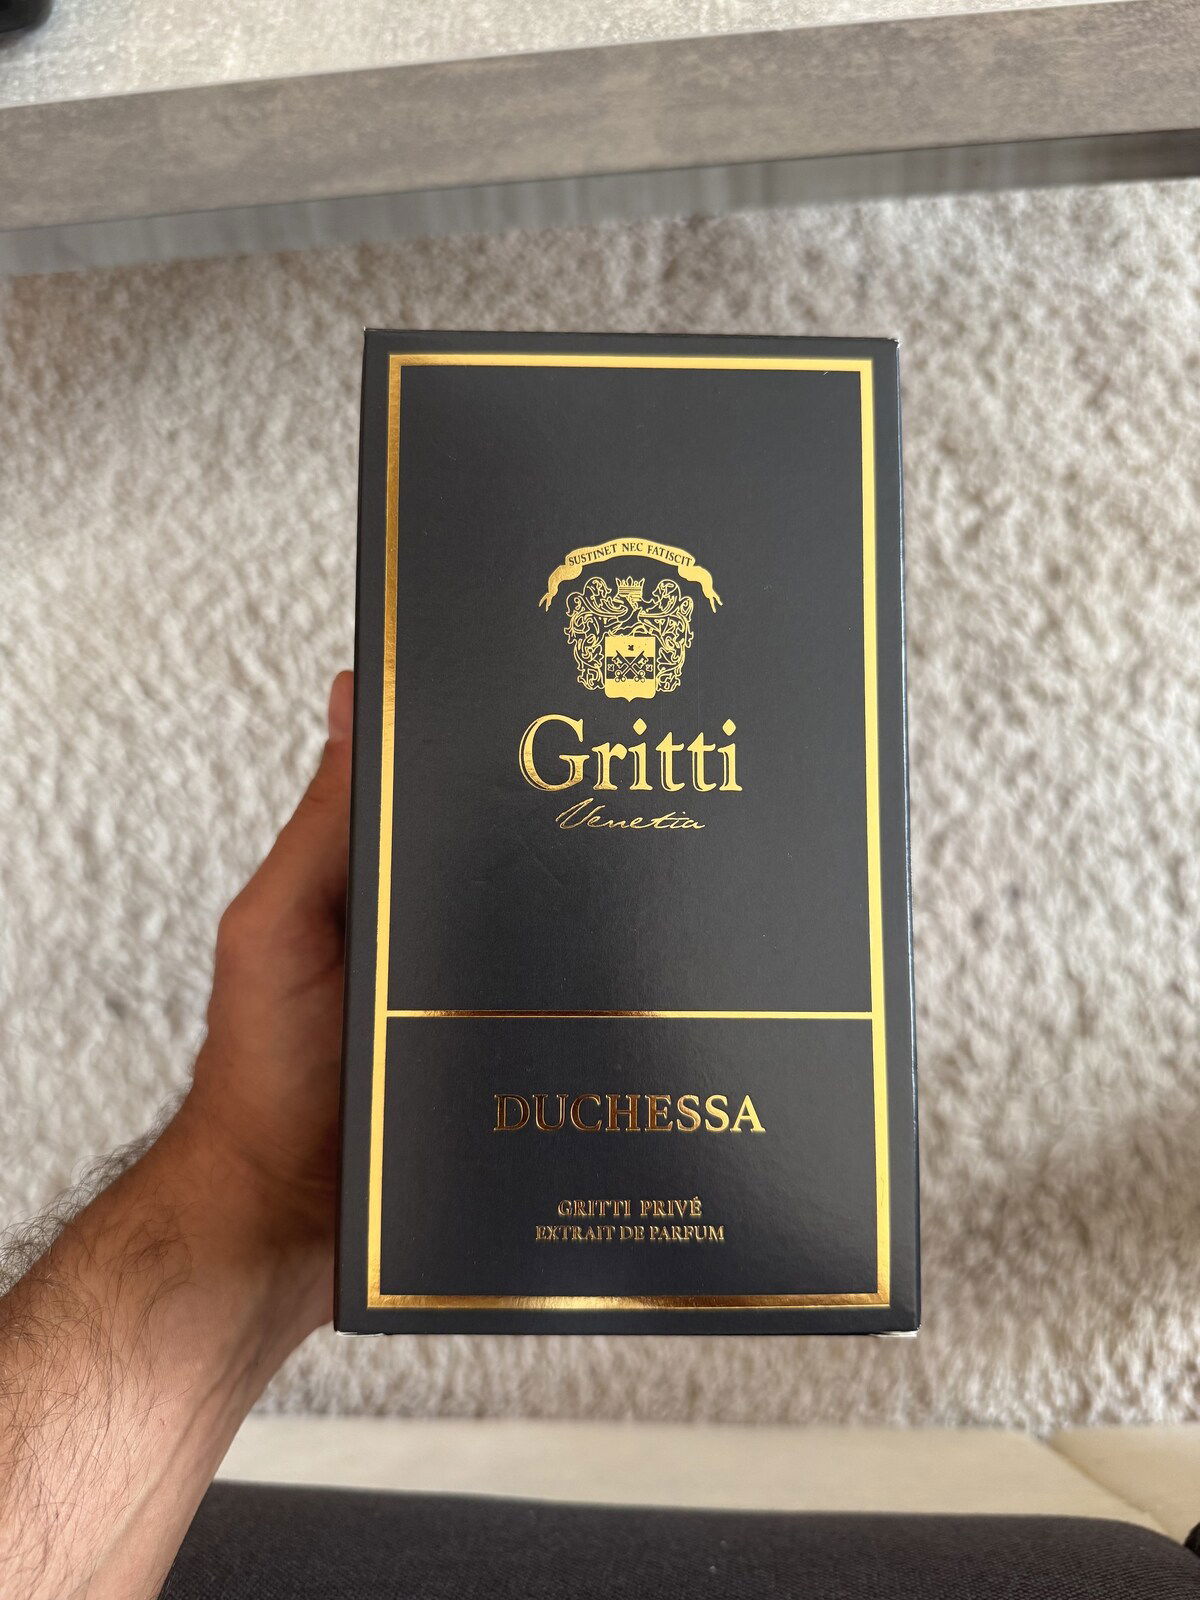 SUSTINET NEC FATISCIT
Gritti
Venetia
DUCHESSA
GRITTI PRIVÉ
EXTRAIT DE PARFUM